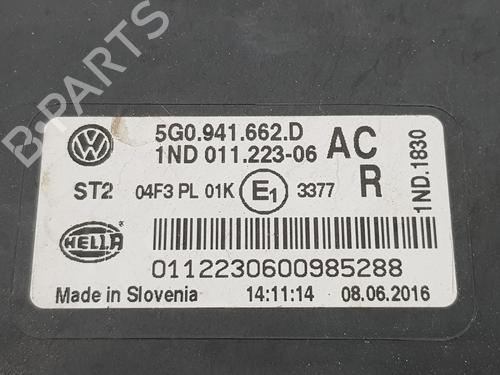 B-PARTS
5G0.941.662.D
1ND 011.223-06
AC
R
1ND.1830
ST2
04F3 PL 01K
E1
3377
HELLA
0112230600985288
Made in Slovenia
14:11:14
08.06.2016